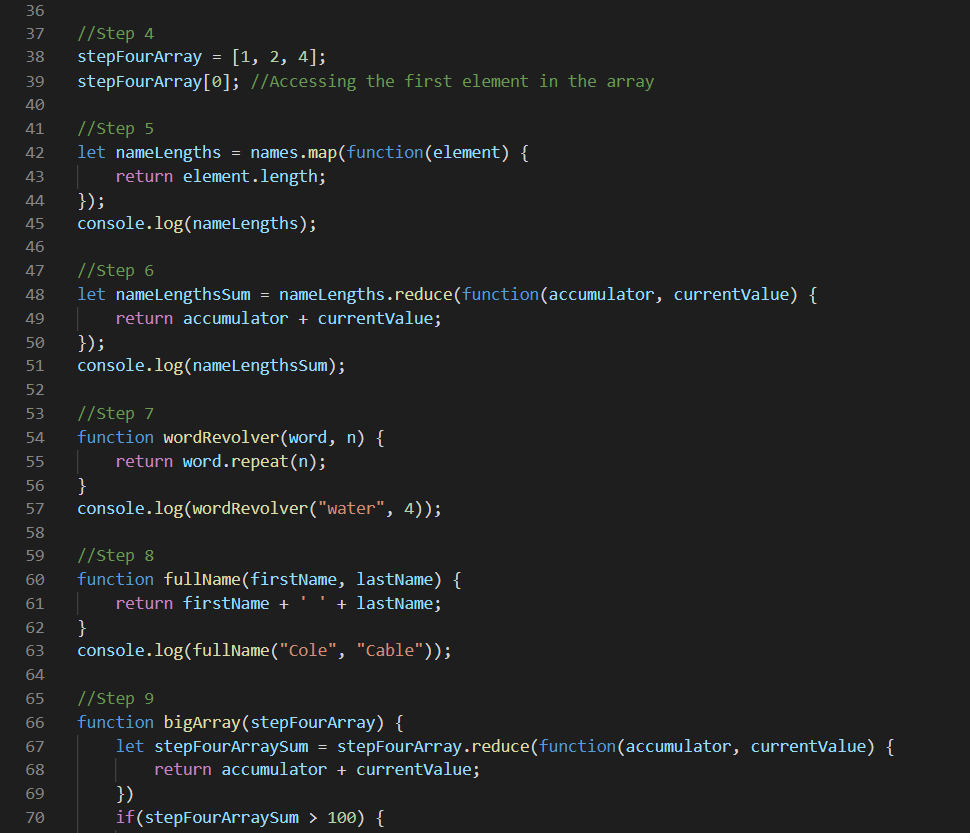 36
37 //Step 4
38 stepFourArray = [1, 2, 4];
39 stepFourArray[0]; //Accessing the first element in the array
40
41 //Step 5
42 let nameLengths = names.map(function(element) {
43     return element.length;
44 });
45 console.log(nameLengths);
46
47 //Step 6
48 let nameLengthsSum = nameLengths.reduce(function(accumulator, currentValue) {
49     return accumulator + currentValue;
50 });
51 console.log(nameLengthsSum);
52
53 //Step 7
54 function wordRevolver(word, n) {
55     return word.repeat(n);
56 }
57 console.log(wordRevolver("water", 4));
58
59 //Step 8
60 function fullName(firstName, lastName) {
61     return firstName + ' ' + lastName;
62 }
63 console.log(fullName("Cole", "Cable"));
64
65 //Step 9
66 function bigArray(stepFourArray) {
67     let stepFourArraySum = stepFourArray.reduce(function(accumulator, currentValue) {
68         return accumulator + currentValue;
69     })
70     if(stepFourArraySum > 100) {